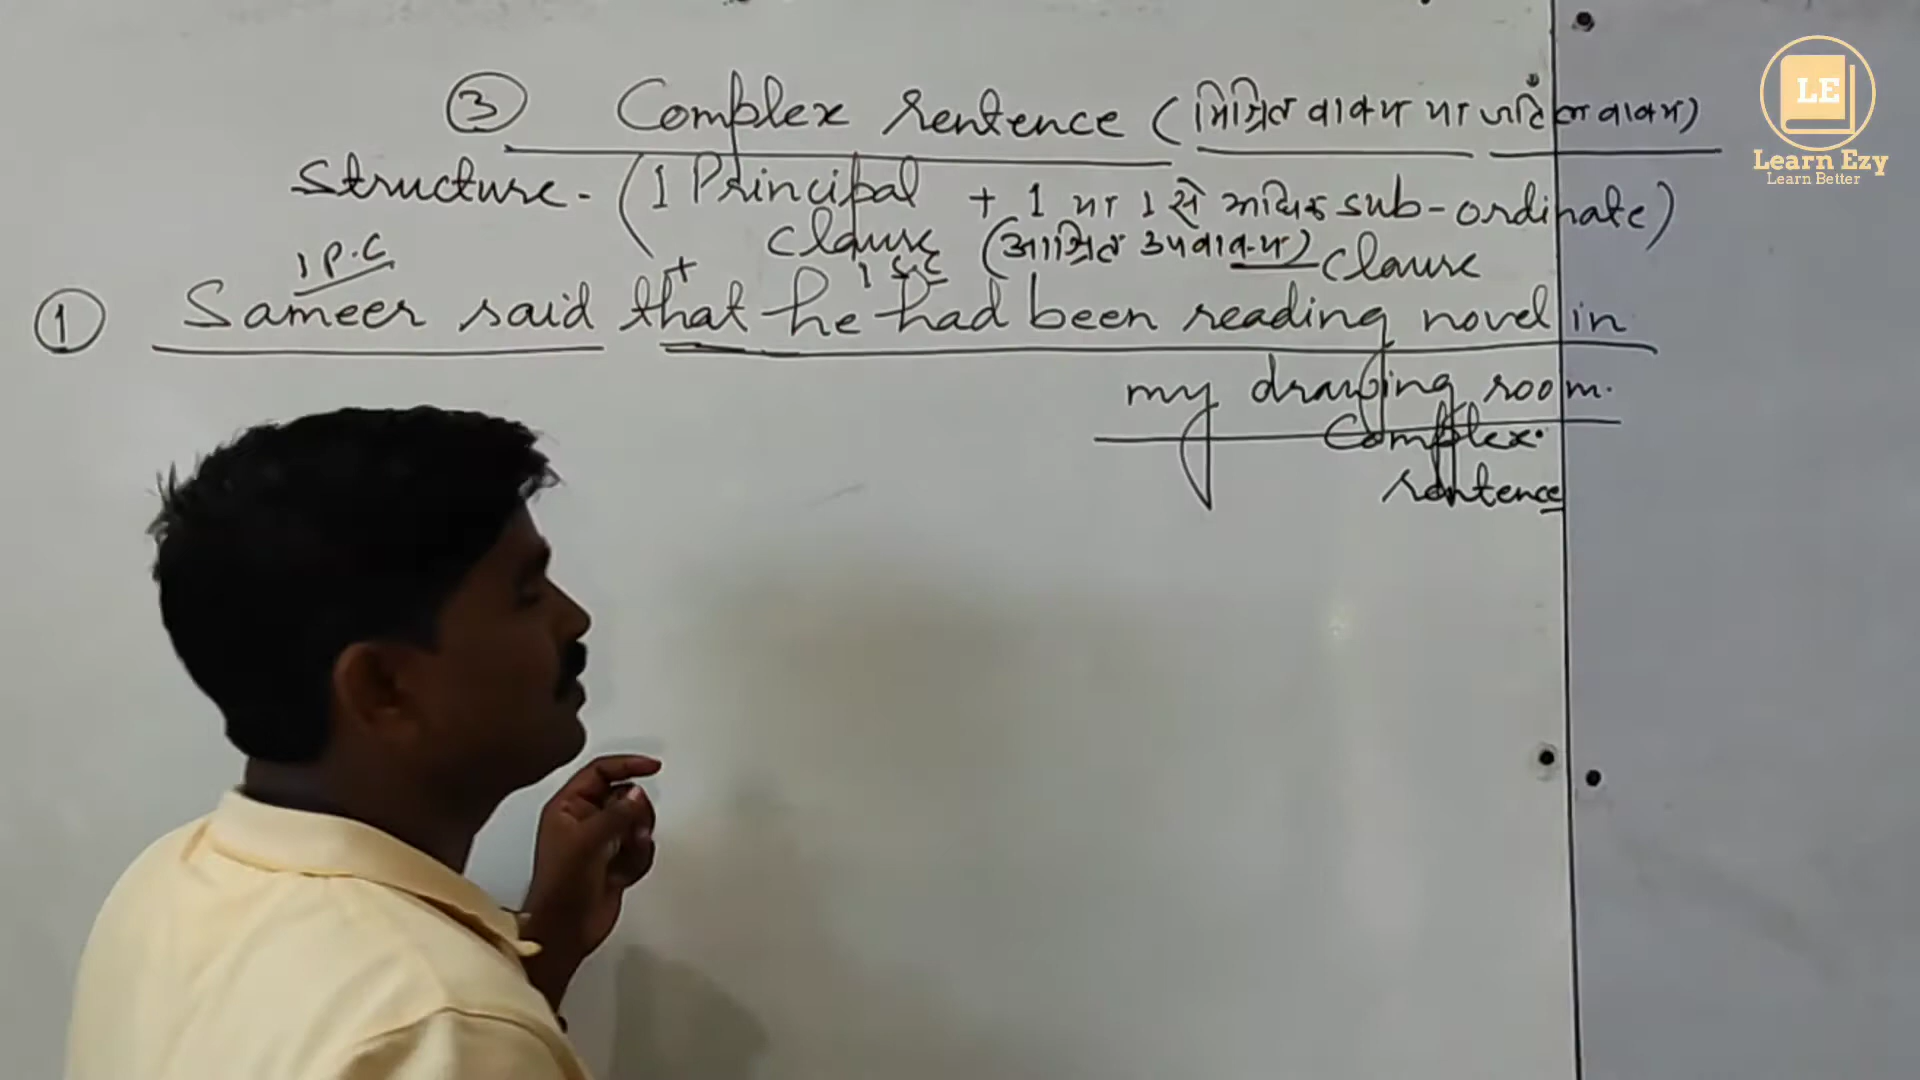 ③ Complex Sentence (मिश्रित वाक्य या जटिल वाक्य)
Structure - (1 Principal + 1 या 1 से अधिक sub-ordinate)
clause (आश्रित उपवाक्य) clause
1 P.C + 1 S.C
① Sameer said that he had been reading novel in
my drawing room.
Complex
sentence
LE
Learn Ezy
Learn Better